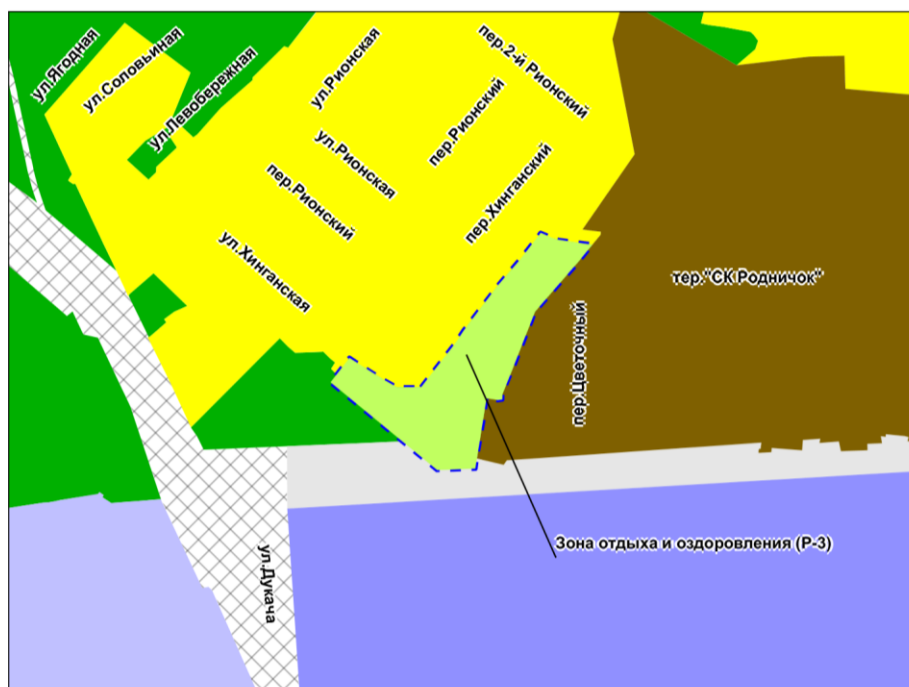 ул.Ягодная
ул.Соловьиная
ул.Левобережная
ул.Рионская
пер.2-й Рионский
пер.Рионский
ул.Рионская
пер.Рионский
пер.Хинганский
ул.Хинганская
тер."СК Родничок"
пер.Цветочный
Зона отдыха и оздоровления (Р-3)
ул.Дукача